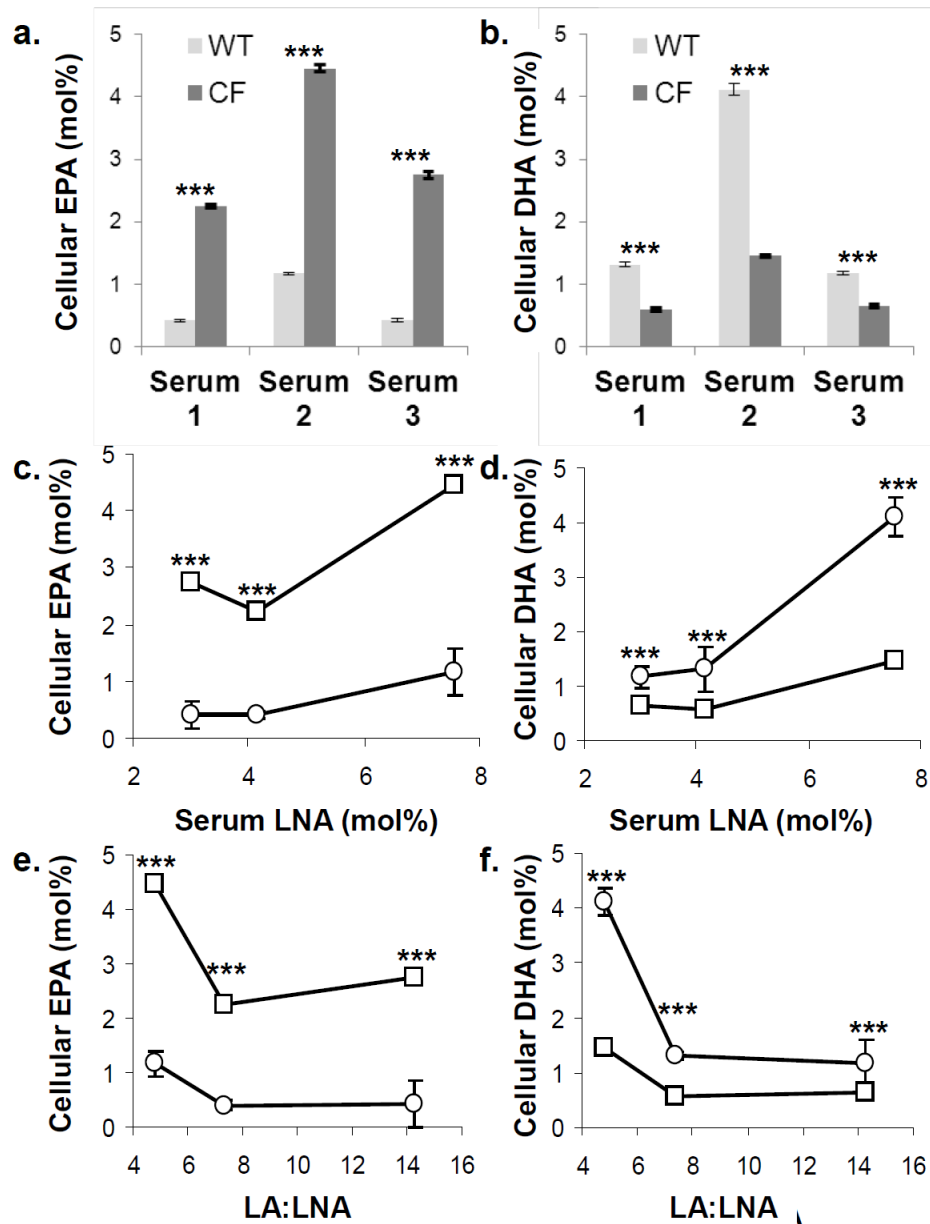 a.
Cellular EPA (mol%)
5
4
3
2
1
0
WT
CF
***
***
***
Serum 1
Serum 2
Serum 3
b.
Cellular DHA (mol%)
5
4
3
2
1
0
WT
CF
***
***
***
Serum 1
Serum 2
Serum 3
c.
Cellular EPA (mol%)
5
4
3
2
1
0
***
***
***
2 4 6 8
Serum LNA (mol%)
d.
Cellular DHA (mol%)
5
4
3
2
1
0
***
***
***
2 4 6 8
Serum LNA (mol%)
e.
Cellular EPA (mol%)
5
4
3
2
1
0
***
***
***
4 6 8 10 12 14 16
LA:LNA
f.
Cellular DHA (mol%)
5
4
3
2
1
0
***
***
***
4 6 8 10 12 14 16
LA:LNA